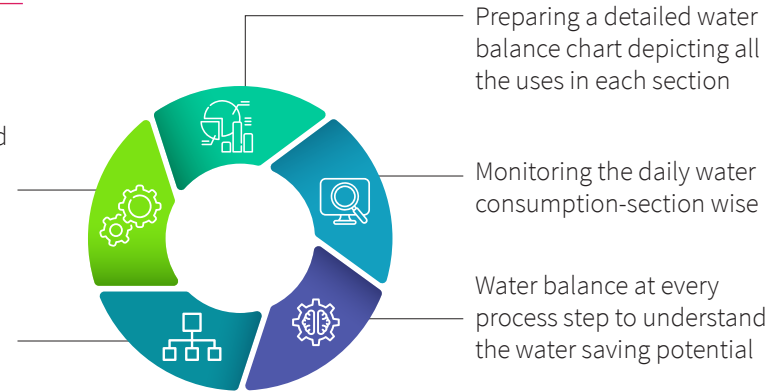 Preparing a detailed water
balance chart depicting all
the uses in each section
Monitoring the daily water
consumption-section wise
Water balance at every
process step to understand
the water saving potential